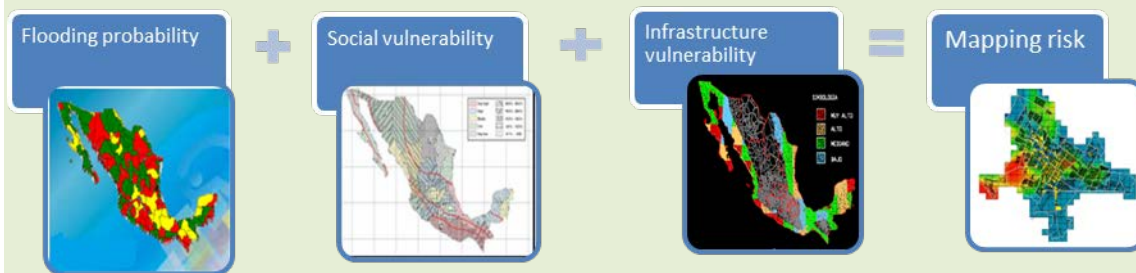 Flooding probability
+
Social vulnerability
+
Infrastructure
vulnerability
=
Mapping risk
SIMBOLOGIA
MUY ALTO
ALTO
MEDIANO
BAJO